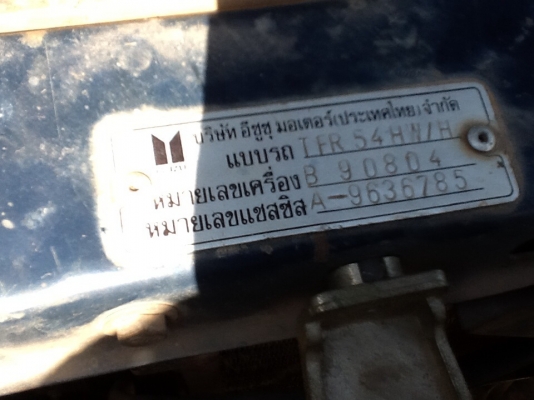 บริษัท อีซูซุ มอเตอร์(ประเทศไทย)จำกัด
แบบรถ TFR 54HW/H
หมายเลขเครื่อง B 90804
หมายเลขแชสซิส A-9636785